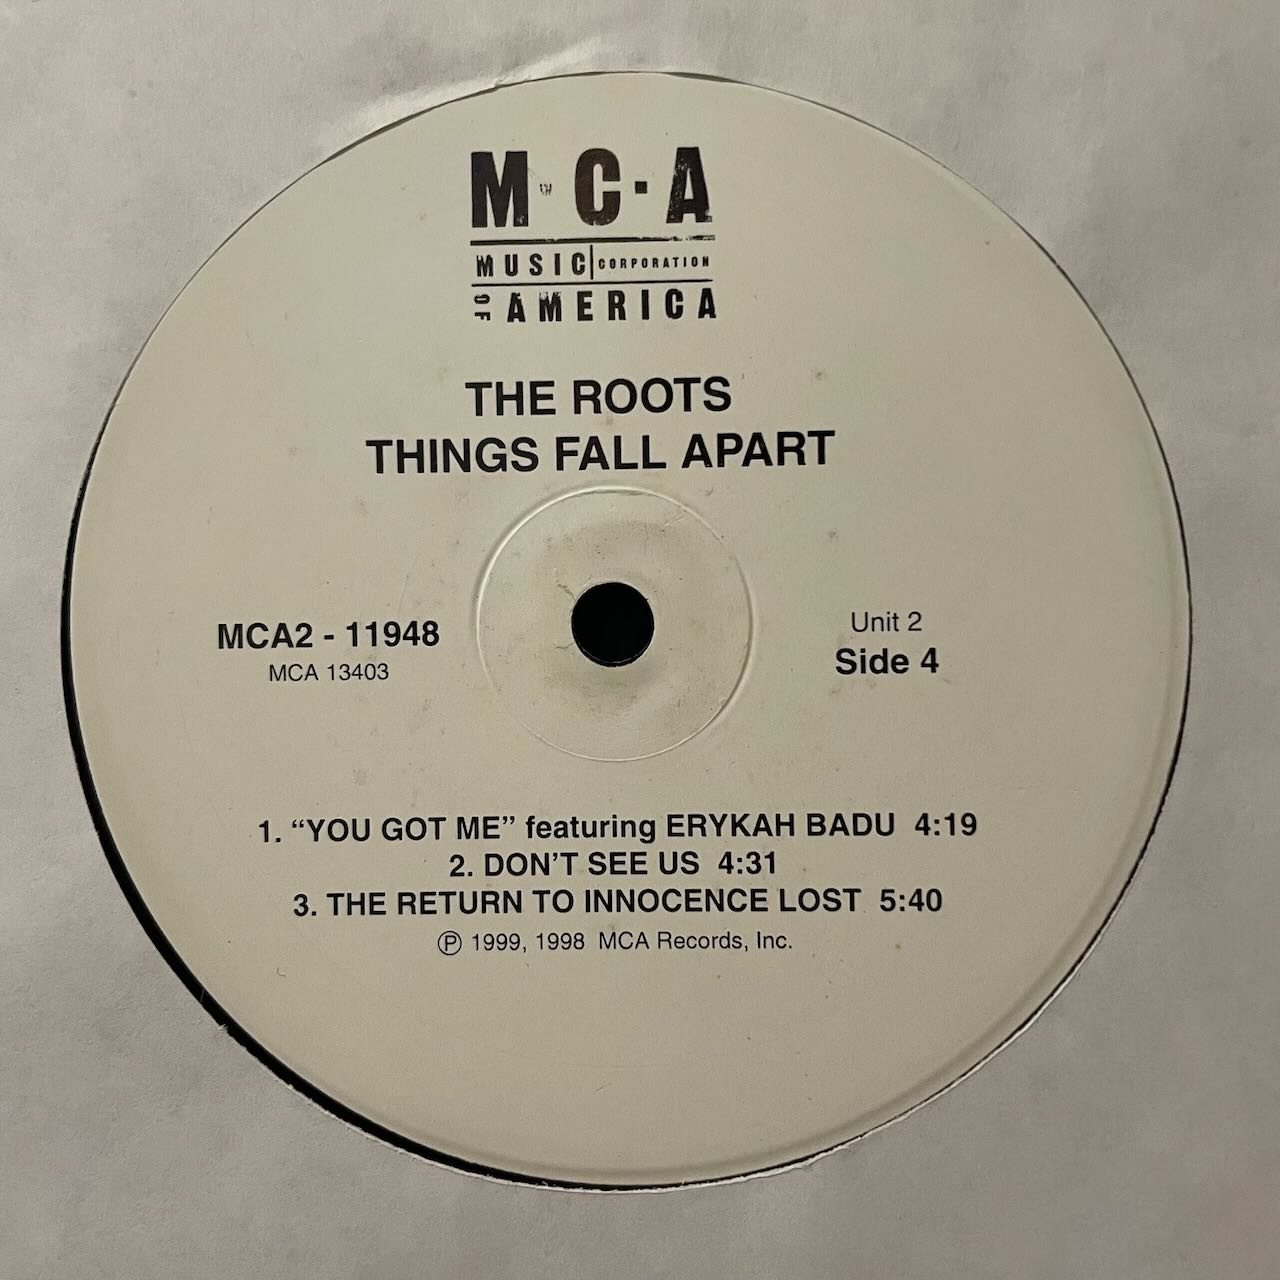 M·C·A
MUSIC CORPORATION
OF AMERICA
THE ROOTS
THINGS FALL APART
MCA2 - 11948
MCA 13403
Unit 2
Side 4
1. “YOU GOT ME” featuring ERYKAH BADU 4:19
2. DON’T SEE US 4:31
3. THE RETURN TO INNOCENCE LOST 5:40
℗ 1999, 1998 MCA Records, Inc.